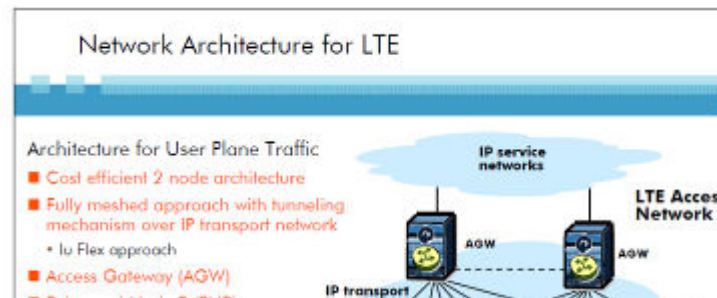 Network Architecture for LTE
Architecture for User Plane Traffic
Cost efficient 2 node architecture
Fully meshed approach with tunneling
mechanism over IP transport network
• Iu Flex approach
Access Gateway (AGW)
IP service
networks
LTE Acces
Network
AGW
AGW
IP transport